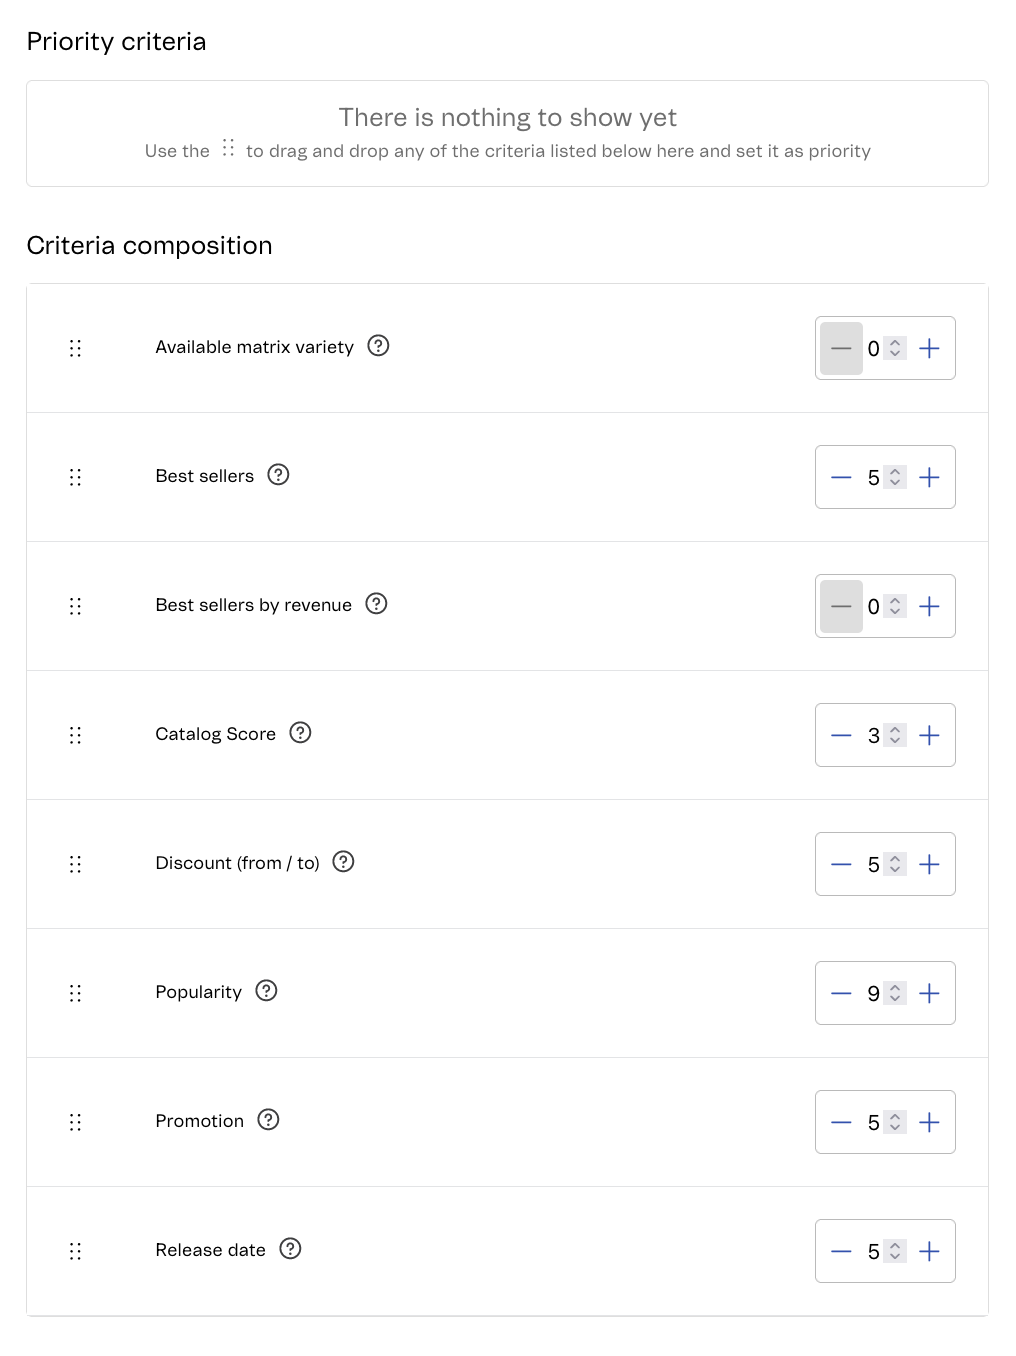 Priority criteria
There is nothing to show yet
Use the to drag and drop any of the criteria listed below here and set it as priority
Criteria composition
Available matrix variety ? 0
Best sellers ? 5
Best sellers by revenue ? 0
Catalog Score ? 3
Discount (from / to) ? 5
Popularity ? 9
Promotion ? 5
Release date ? 5